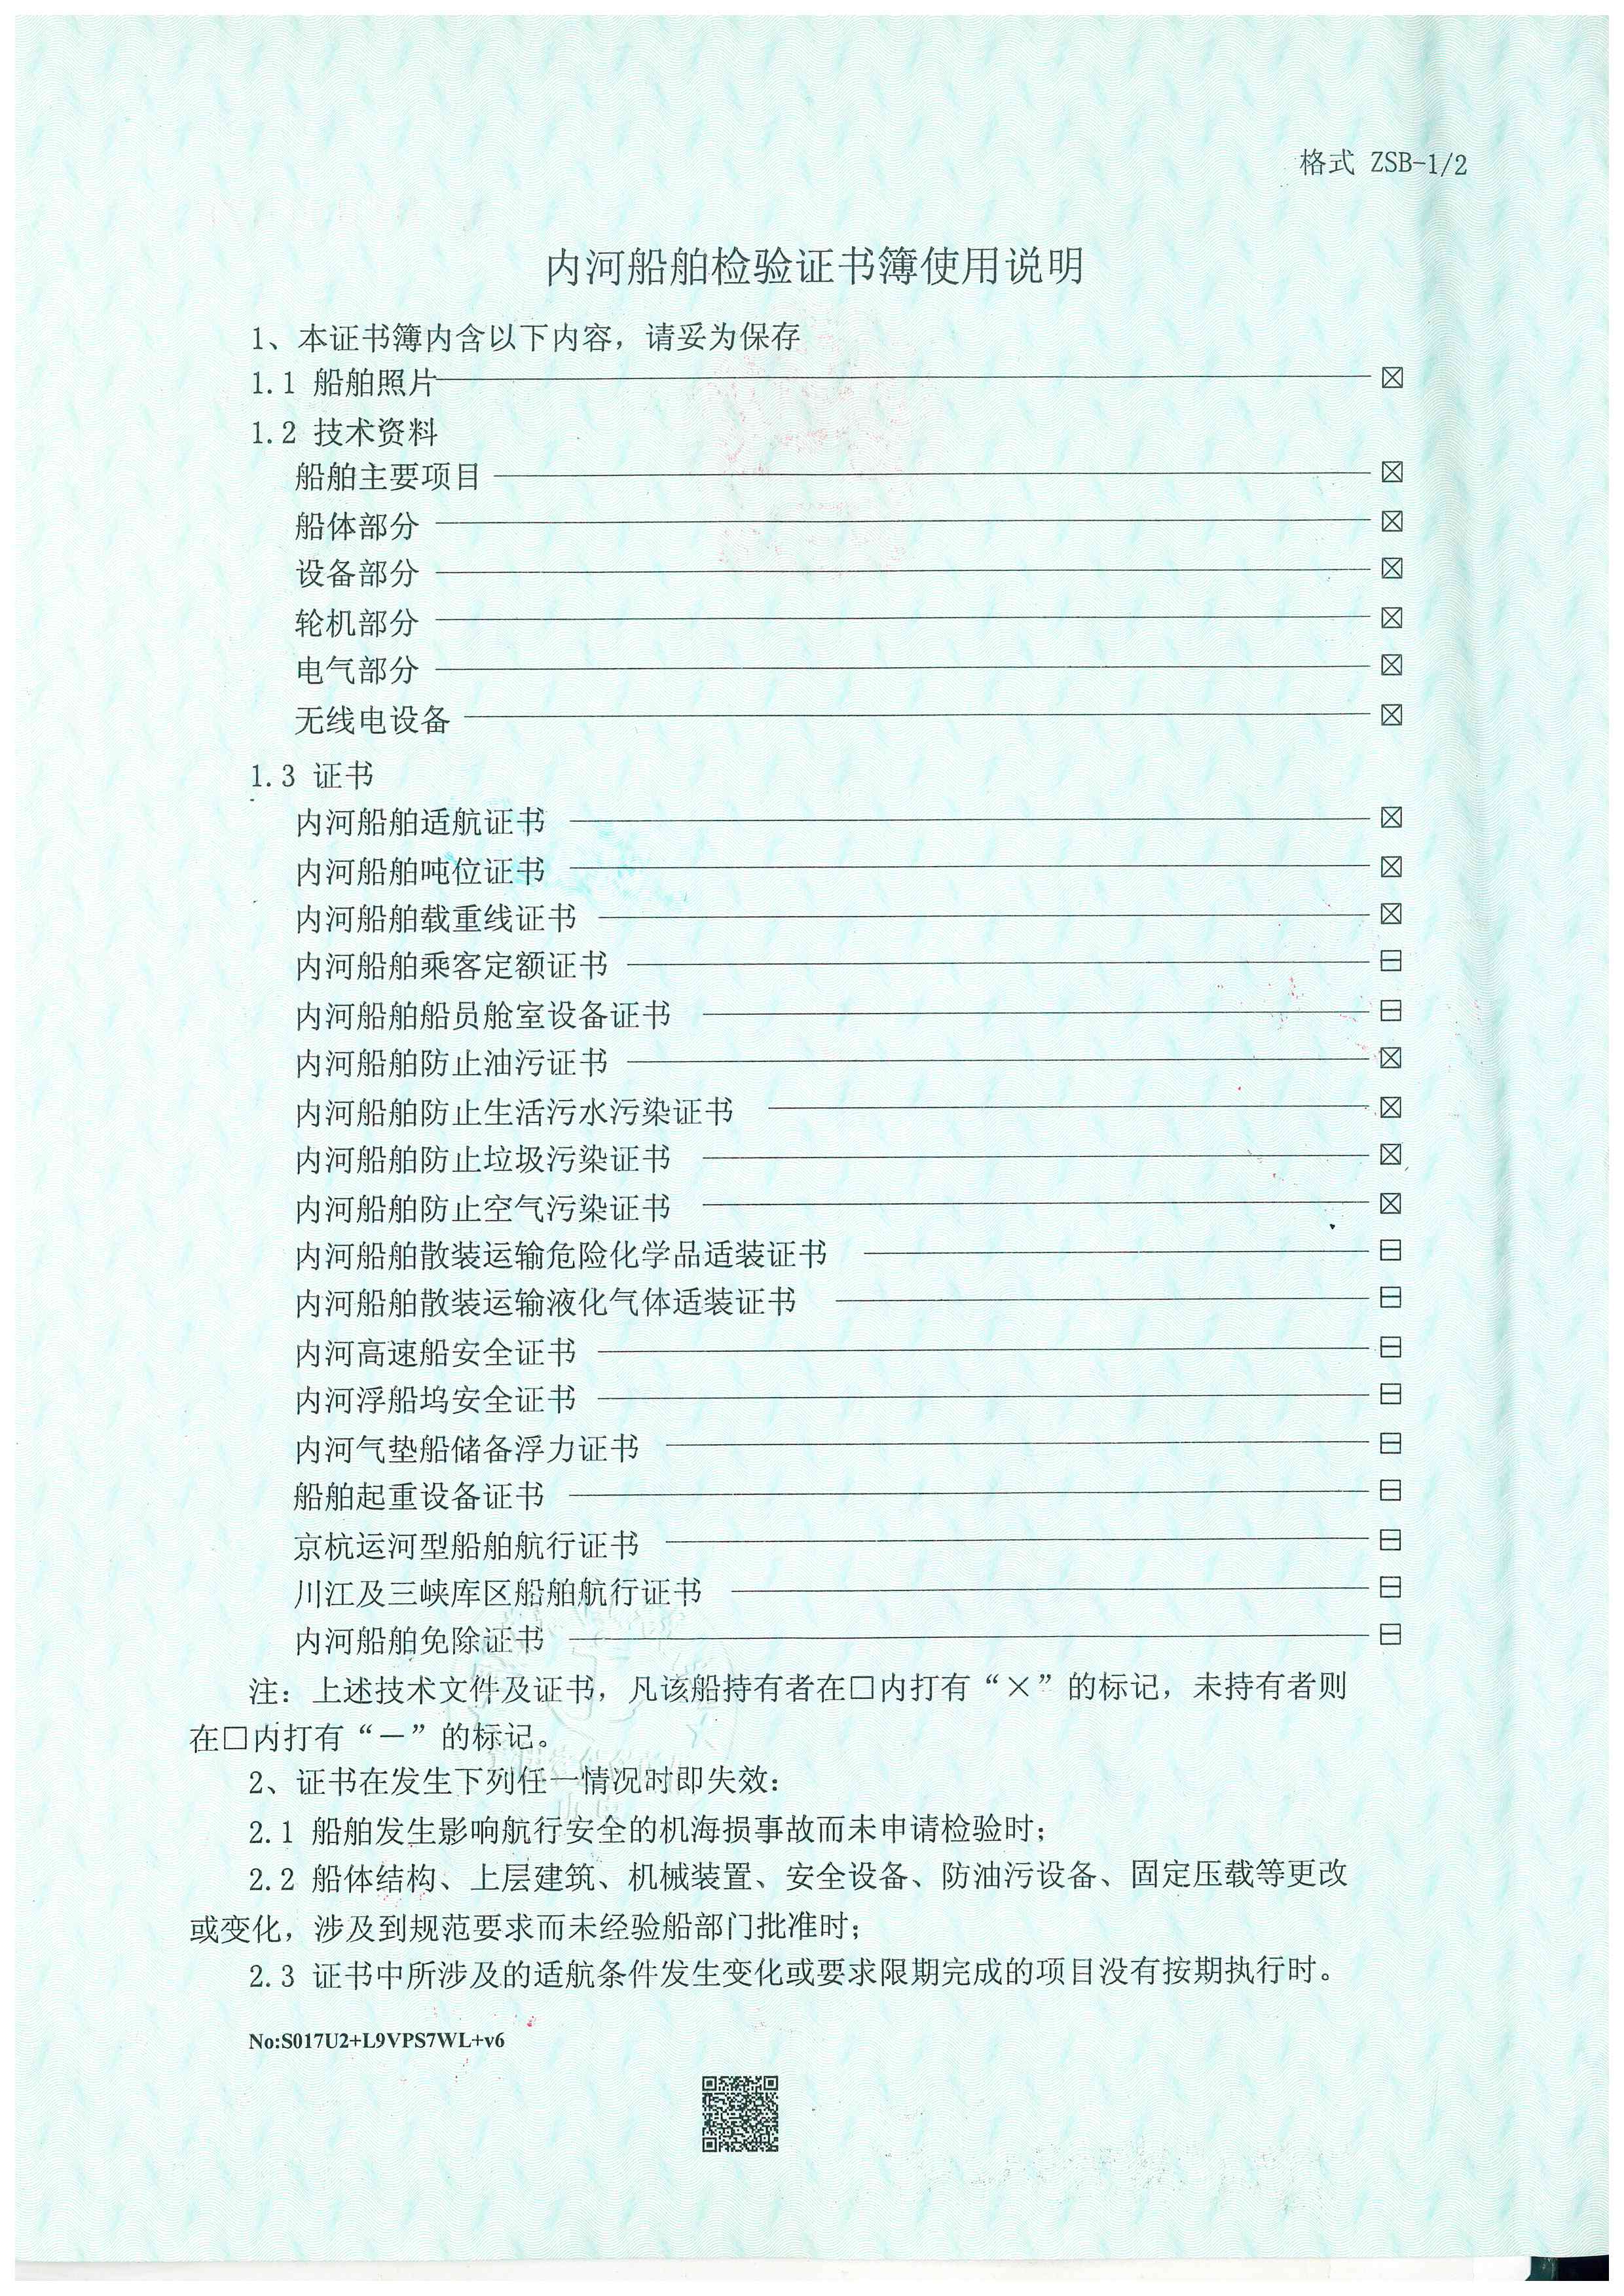 格式 ZSB-1/2
内河船舶检验证书簿使用说明
1、本证书簿内含以下内容，请妥为保存
1.1 船舶照片 ☒
1.2 技术资料
船舶主要项目 ☒
船体部分 ☒
设备部分 ☒
轮机部分 ☒
电气部分 ☒
无线电设备 ☒
1.3 证书
内河船舶适航证书 ☒
内河船舶吨位证书 ☒
内河船舶载重线证书 ☒
内河船舶乘客定额证书 ⊟
内河船舶船员舱室设备证书 ⊟
内河船舶防止油污证书 ☒
内河船舶防止生活污水污染证书 ☒
内河船舶防止垃圾污染证书 ☒
内河船舶防止空气污染证书 ☒
内河船舶散装运输危险化学品适装证书 ⊟
内河船舶散装运输液化气体适装证书 ⊟
内河高速船安全证书 ⊟
内河浮船坞安全证书 ⊟
内河气垫船储备浮力证书 ⊟
船舶起重设备证书 ⊟
京杭运河型船舶航行证书 ⊟
川江及三峡库区船舶航行证书 ⊟
内河船舶免除证书 ⊟
注：上述技术文件及证书，凡该船持有者在□内打有“×”的标记，未持有者则
在□内打有“－”的标记。
2、证书在发生下列任一情况时即失效：
2.1 船舶发生影响航行安全的机海损事故而未申请检验时；
2.2 船体结构、上层建筑、机械装置、安全设备、防油污设备、固定压载等更改
或变化，涉及到规范要求而未经验船部门批准时；
2.3 证书中所涉及的适航条件发生变化或要求限期完成的项目没有按期执行时。
No:S017U2+L9VPS7WL+v6